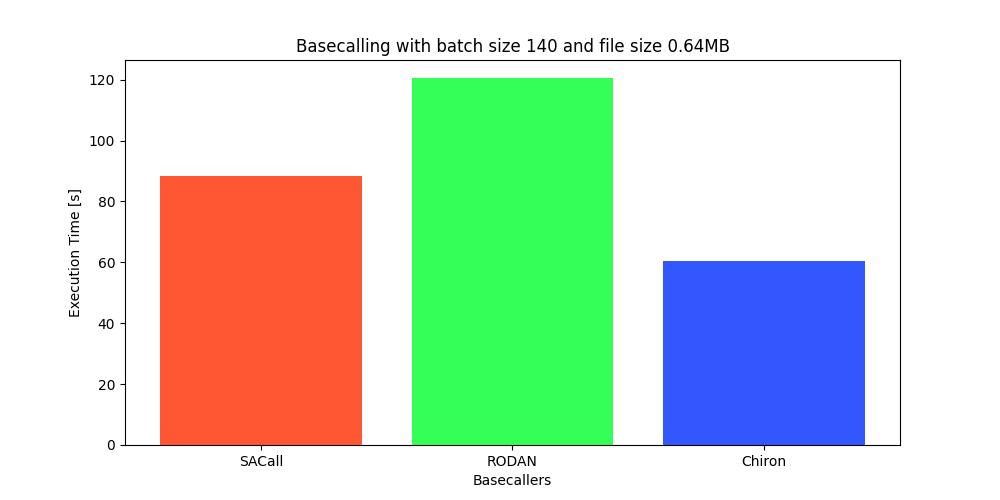 Basecalling with batch size 140 and file size 0.64MB
120
100
80
60
40
20
0
Execution Time [s]
SACall RODAN Chiron
Basecallers